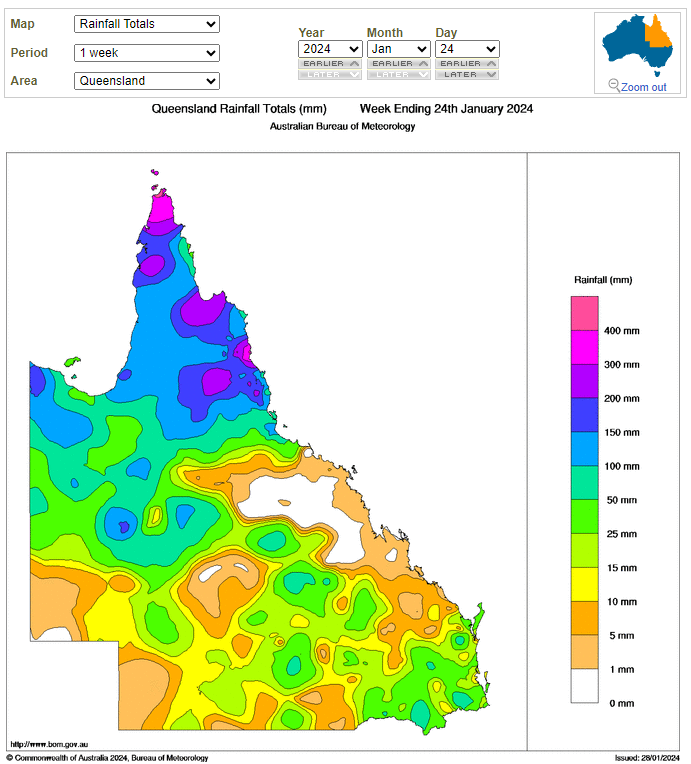 Map Rainfall Totals
Period 1 week
Area Queensland
Year Month Day
2024 Jan 24
EARLIER EARLIER EARLIER
LATER LATER LATER
Zoom out
Queensland Rainfall Totals (mm) Week Ending 24th January 2024
Australian Bureau of Meteorology
Rainfall (mm)
400 mm
300 mm
200 mm
150 mm
100 mm
50 mm
25 mm
15 mm
10 mm
5 mm
1 mm
0 mm
http://www.bom.gov.au
© Commonwealth of Australia 2024, Bureau of Meteorology Issued: 28/01/2024